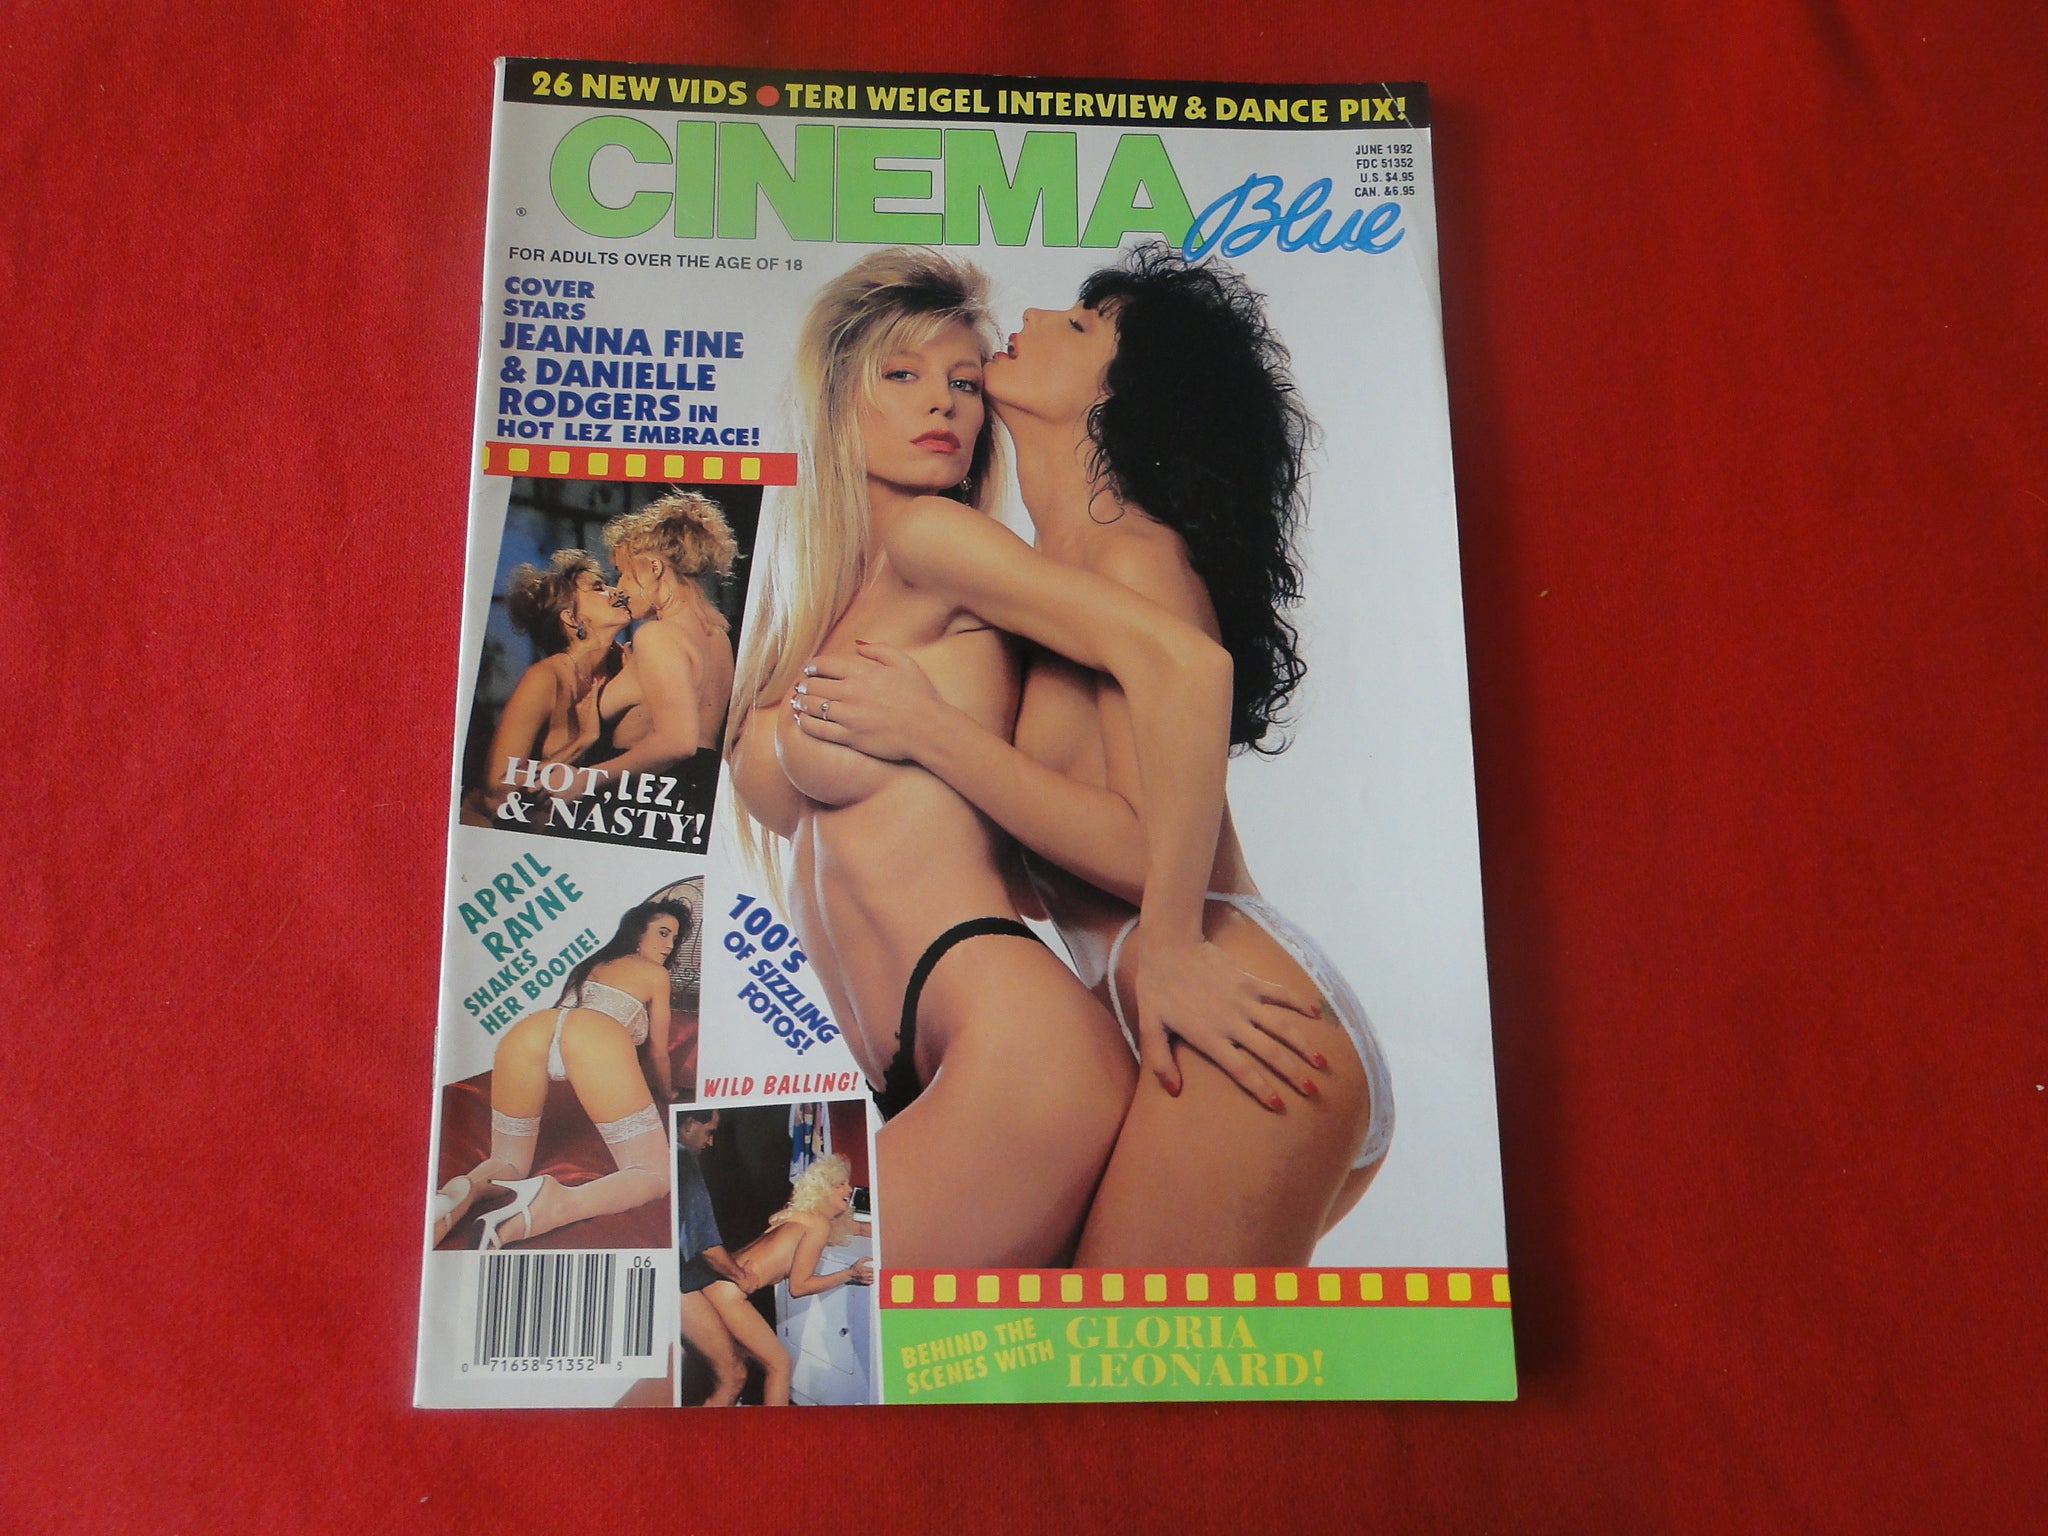 26 NEW VIDS • TERI WEIGEL INTERVIEW & DANCE PIX!
CINEMA
Blue
®
JUNE 1992
FDC 51352
U.S. $4.95
CAN. &6.95
FOR ADULTS OVER THE AGE OF 18
COVER
STARS
JEANNA FINE
& DANIELLE
RODGERS IN
HOT LEZ EMBRACE!
HOT, LEZ,
& NASTY!
APRIL
RAYNE
SHAKES
HER BOOTIE!
100's
OF SIZZLING
FOTOS!
WILD BALLING!
06
0 71658 51352 5
BEHIND THE
SCENES WITH
GLORIA
LEONARD!